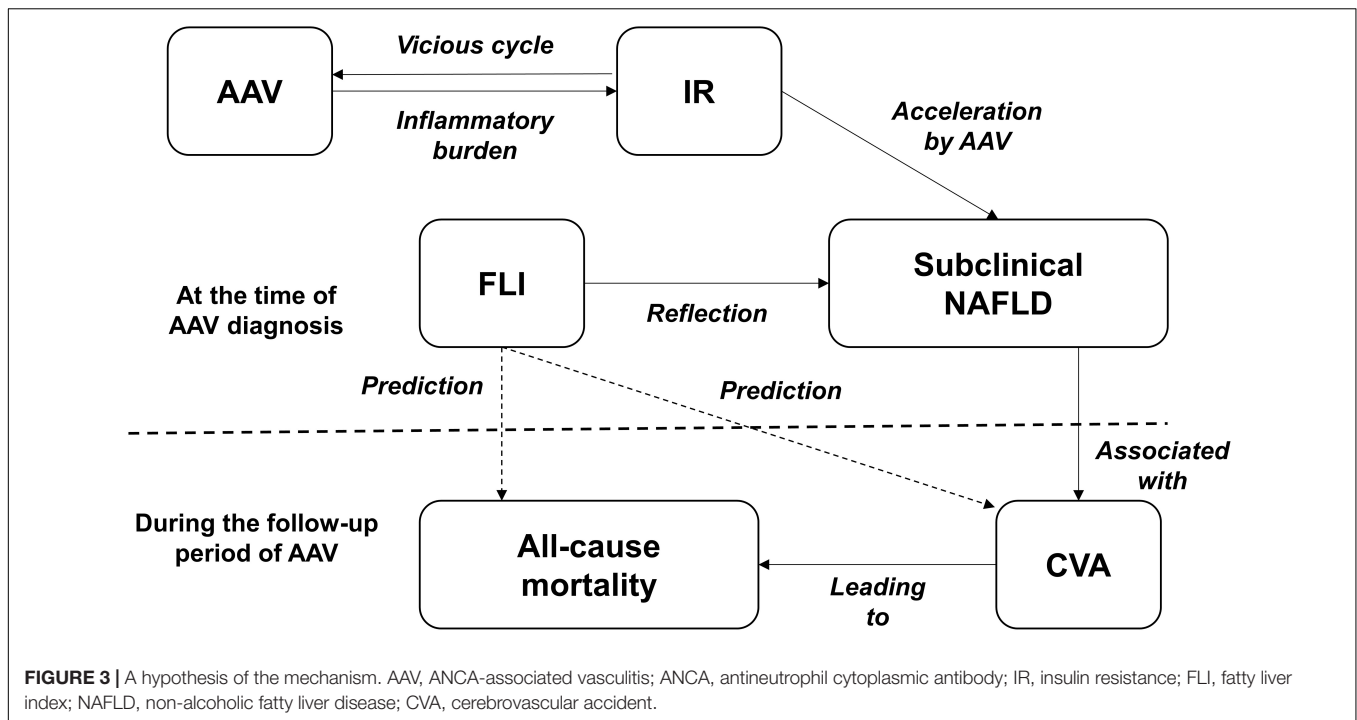 Vicious cycle
AAV
IR
Inflammatory
burden
Acceleration
by AAV
At the time of
AAV diagnosis
FLI
Reflection
Subclinical
NAFLD
Prediction
Prediction
Associated
with
During the follow-up
period of AAV
All-cause
mortality
Leading
to
CVA
FIGURE 3 | A hypothesis of the mechanism. AAV, ANCA-associated vasculitis; ANCA, antineutrophil cytoplasmic antibody; IR, insulin resistance; FLI, fatty liver
index; NAFLD, non-alcoholic fatty liver disease; CVA, cerebrovascular accident.